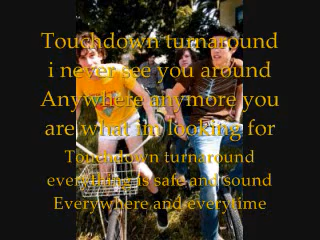 Touchdown turnaround
i never see you around
Anywhere anymore you
are what im looking for
Touchdown turnaround
everything is safe and sound
Everywhere and everytime